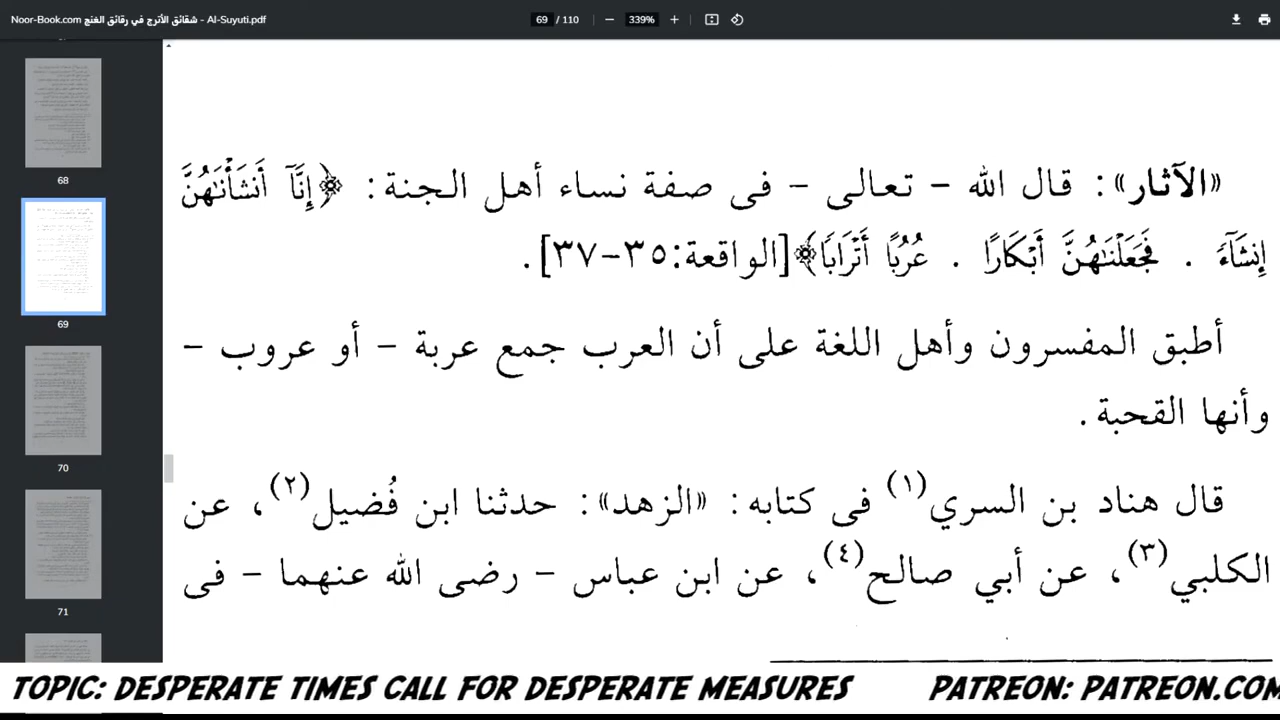 Noor-Book.com شقائق الأترج في رقائق الغنج - Al-Suyuti.pdf
69 / 110
339%
68
69
70
71
«الآثار»: قال الله – تعالى – فى صفة نساء أهل الجنة: ﴿إِنَّآ أَنشَأْنَٰهُنَّ
إِنشَآءً . فَجَعَلْنَٰهُنَّ أَبْكَارًا . عُرُبًا أَتْرَابًا﴾[الواقعة:٣٥-٣٧].
أطبق المفسرون وأهل اللغة على أن العرب جمع عربة – أو عروب –
وأنها القحبة.
قال هناد بن السري(١) فى كتابه: «الزهد»: حدثنا ابن فُضيل(٢)، عن
الكلبي(٣)، عن أبي صالح(٤)، عن ابن عباس – رضى الله عنهما – فى
TOPIC: DESPERATE TIMES CALL FOR DESPERATE MEASURES PATREON: PATREON.COM